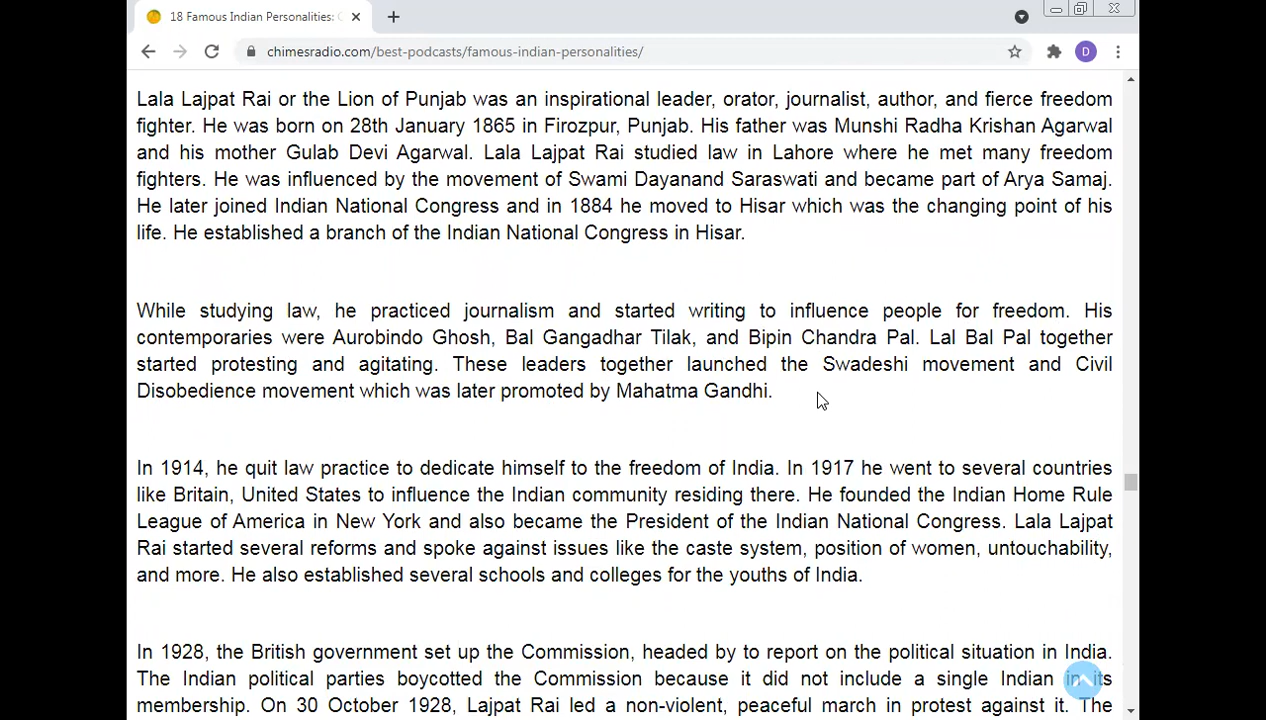 18 Famous Indian Personalities:
chimesradio.com/best-podcasts/famous-indian-personalities/
D
Lala Lajpat Rai or the Lion of Punjab was an inspirational leader, orator, journalist, author, and fierce freedom
fighter. He was born on 28th January 1865 in Firozpur, Punjab. His father was Munshi Radha Krishan Agarwal
and his mother Gulab Devi Agarwal. Lala Lajpat Rai studied law in Lahore where he met many freedom
fighters. He was influenced by the movement of Swami Dayanand Saraswati and became part of Arya Samaj.
He later joined Indian National Congress and in 1884 he moved to Hisar which was the changing point of his
life. He established a branch of the Indian National Congress in Hisar.
While studying law, he practiced journalism and started writing to influence people for freedom. His
contemporaries were Aurobindo Ghosh, Bal Gangadhar Tilak, and Bipin Chandra Pal. Lal Bal Pal together
started protesting and agitating. These leaders together launched the Swadeshi movement and Civil
Disobedience movement which was later promoted by Mahatma Gandhi.
In 1914, he quit law practice to dedicate himself to the freedom of India. In 1917 he went to several countries
like Britain, United States to influence the Indian community residing there. He founded the Indian Home Rule
League of America in New York and also became the President of the Indian National Congress. Lala Lajpat
Rai started several reforms and spoke against issues like the caste system, position of women, untouchability,
and more. He also established several schools and colleges for the youths of India.
In 1928, the British government set up the Commission, headed by to report on the political situation in India.
The Indian political parties boycotted the Commission because it did not include a single Indian in its
membership. On 30 October 1928, Lajpat Rai led a non-violent, peaceful march in protest against it. The